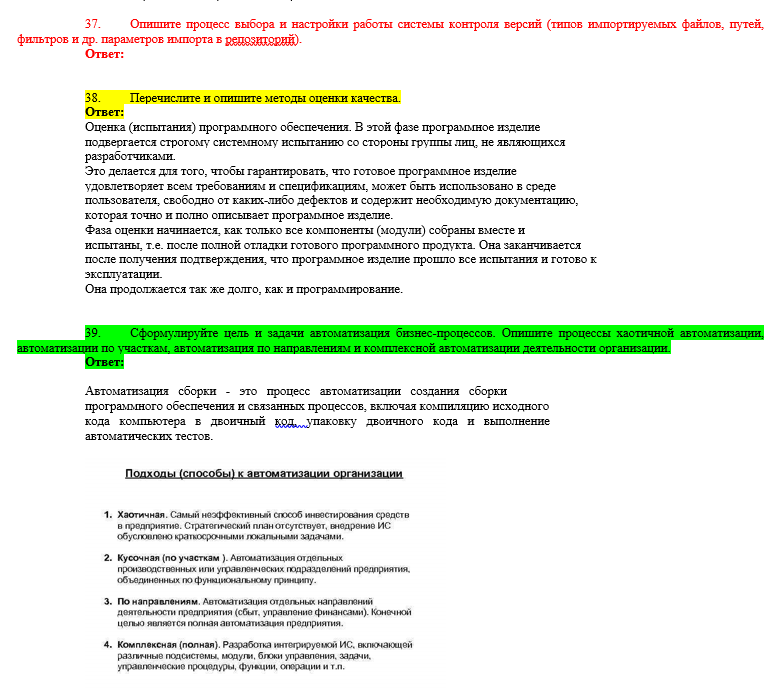 37. Опишите процесс выбора и настройки работы системы контроля версий (типов импортируемых файлов, путей,
фильтров и др. параметров импорта в репозиторий).
Ответ:
38. Перечислите и опишите методы оценки качества.
Ответ:
Оценка (испытания) программного обеспечения. В этой фазе программное изделие
подвергается строгому системному испытанию со стороны группы лиц, не являющихся
разработчиками.
Это делается для того, чтобы гарантировать, что готовое программное изделие
удовлетворяет всем требованиям и спецификациям, может быть использовано в среде
пользователя, свободно от каких-либо дефектов и содержит необходимую документацию,
которая точно и полно описывает программное изделие.
Фаза оценки начинается, как только все компоненты (модули) собраны вместе и
испытаны, т.е. после полной отладки готового программного продукта. Она заканчивается
после получения подтверждения, что программное изделие прошло все испытания и готово к
эксплуатации.
Она продолжается так же долго, как и программирование.
39. Сформулируйте цель и задачи автоматизация бизнес-процессов. Опишите процессы хаотичной автоматизации,
автоматизации по участкам, автоматизация по направлениям и комплексной автоматизации деятельности организации.
Ответ:
Автоматизация сборки - это процесс автоматизации создания сборки
программного обеспечения и связанных процессов, включая компиляцию исходного
кода компьютера в двоичный код, упаковку двоичного кода и выполнение
автоматических тестов.
Подходы (способы) к автоматизации организации
1. Хаотичная. Самый неэффективный способ инвестирования средств
в предприятие. Стратегический план отсутствует, внедрение ИС
обусловлено краткосрочными локальными задачами.
2. Кусочная (по участкам ). Автоматизация отдельных
производственных или управленческих подразделений предприятия,
объединенных по функциональному принципу.
3. По направлениям. Автоматизация отдельных направлений
деятельности предприятия (сбыт, управление финансами). Конечной
целью является полная автоматизация предприятия.
4. Комплексная (полная). Разработка интегрируемой ИС, включающей
различные подсистемы, модули, блоки управления, задачи,
управленческие процедуры, функции, операции и т.п.